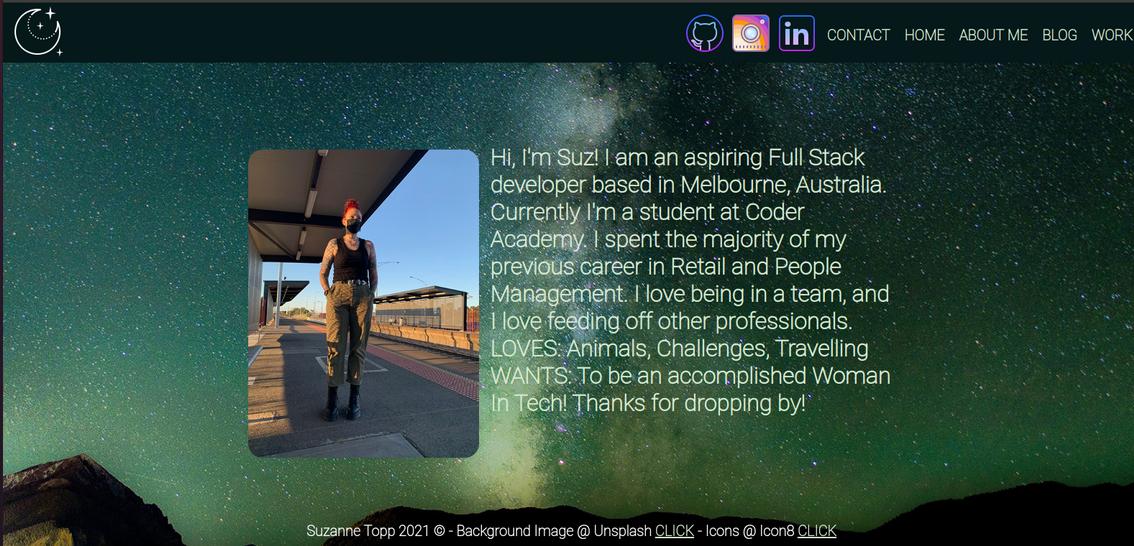 in CONTACT HOME ABOUT ME BLOG WORK
Hi, I'm Suz! I am an aspiring Full Stack
developer based in Melbourne, Australia.
Currently I'm a student at Coder
Academy. I spent the majority of my
previous career in Retail and People
Management. I love being in a team, and
I love feeding off other professionals.
LOVES: Animals, Challenges, Travelling
WANTS: To be an accomplished Woman
In Tech! Thanks for dropping by!
Suzanne Topp 2021 © - Background Image @ Unsplash CLICK - Icons @ Icon8 CLICK